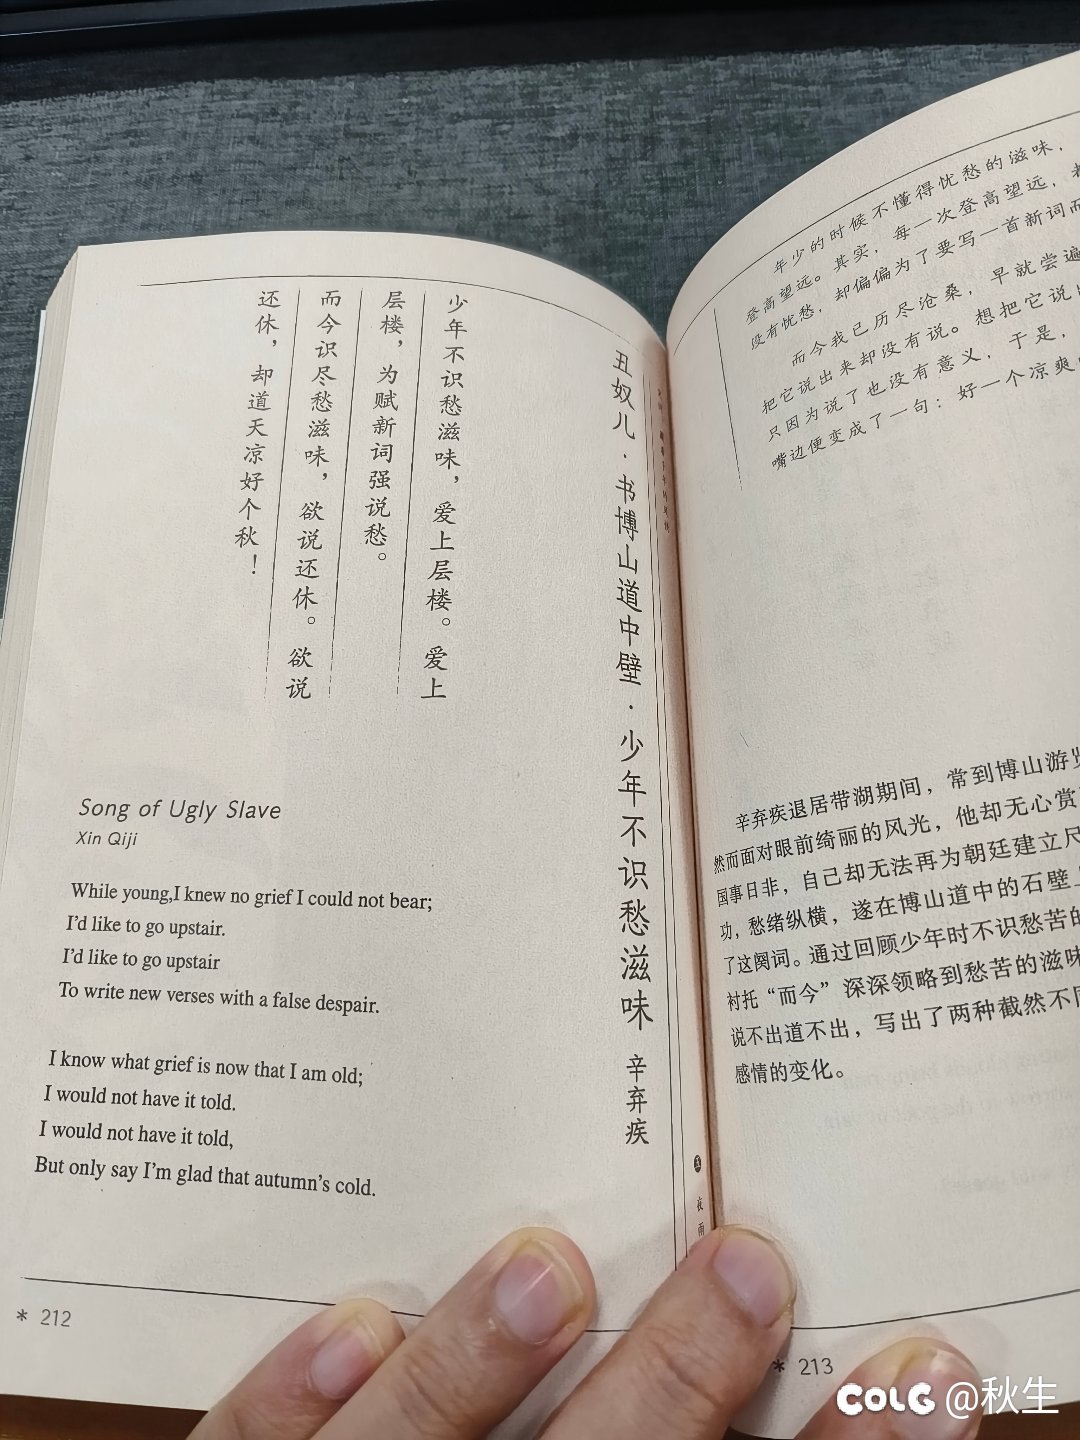 丑奴儿·书博山道中壁·少年不识愁滋味 辛弃疾
少年不识愁滋味，爱上层楼。爱上
层楼，为赋新词强说愁。
而今识尽愁滋味，欲说还休。欲说
还休，却道天凉好个秋！
Song of Ugly Slave
Xin Qiji
While young,I knew no grief I could not bear;
I'd like to go upstair.
I'd like to go upstair
To write new verses with a false despair.
I know what grief is now that I am old;
I would not have it told.
I would not have it told,
But only say I'm glad that autumn's cold.
* 212
年少的时候不懂得忧愁的滋味，
登高望远。其实，每一次登高望远，都
没有忧愁，却偏偏为了要写一首新词而
而今我已历尽沧桑，早就尝遍
把它说出来却没有说。想把它说出
只因为说了也没有意义，于是，
嘴边便变成了一句：好一个凉爽
辛弃疾退居带湖期间，常到博山游览
然而面对眼前绮丽的风光，他却无心赏
国事日非，自己却无法再为朝廷建立尺
功，愁绪纵横，遂在博山道中的石壁上
了这阕词。通过回顾少年时不识愁苦的
衬托“而今”深深领略到愁苦的滋味
说不出道不出，写出了两种截然不同
感情的变化。
夜雨
* 213
COLG @秋生